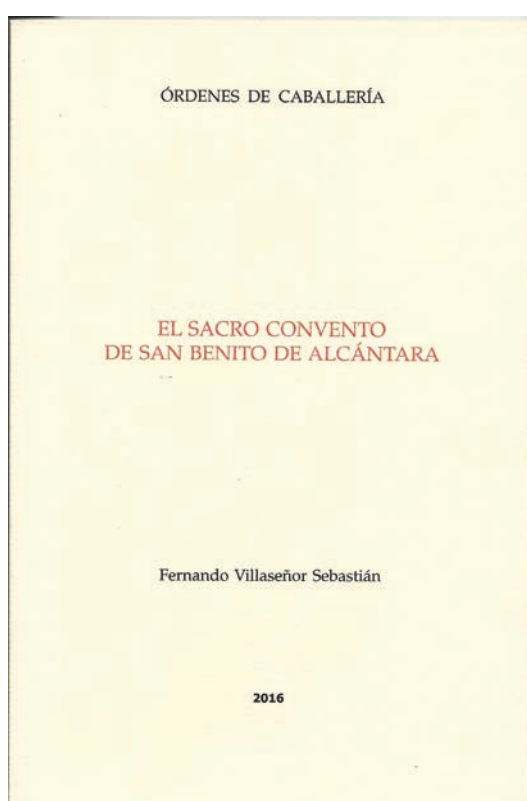 ÓRDENES DE CABALLERÍA
EL SACRO CONVENTO
DE SAN BENITO DE ALCÁNTARA
Fernando Villaseñor Sebastián
2016